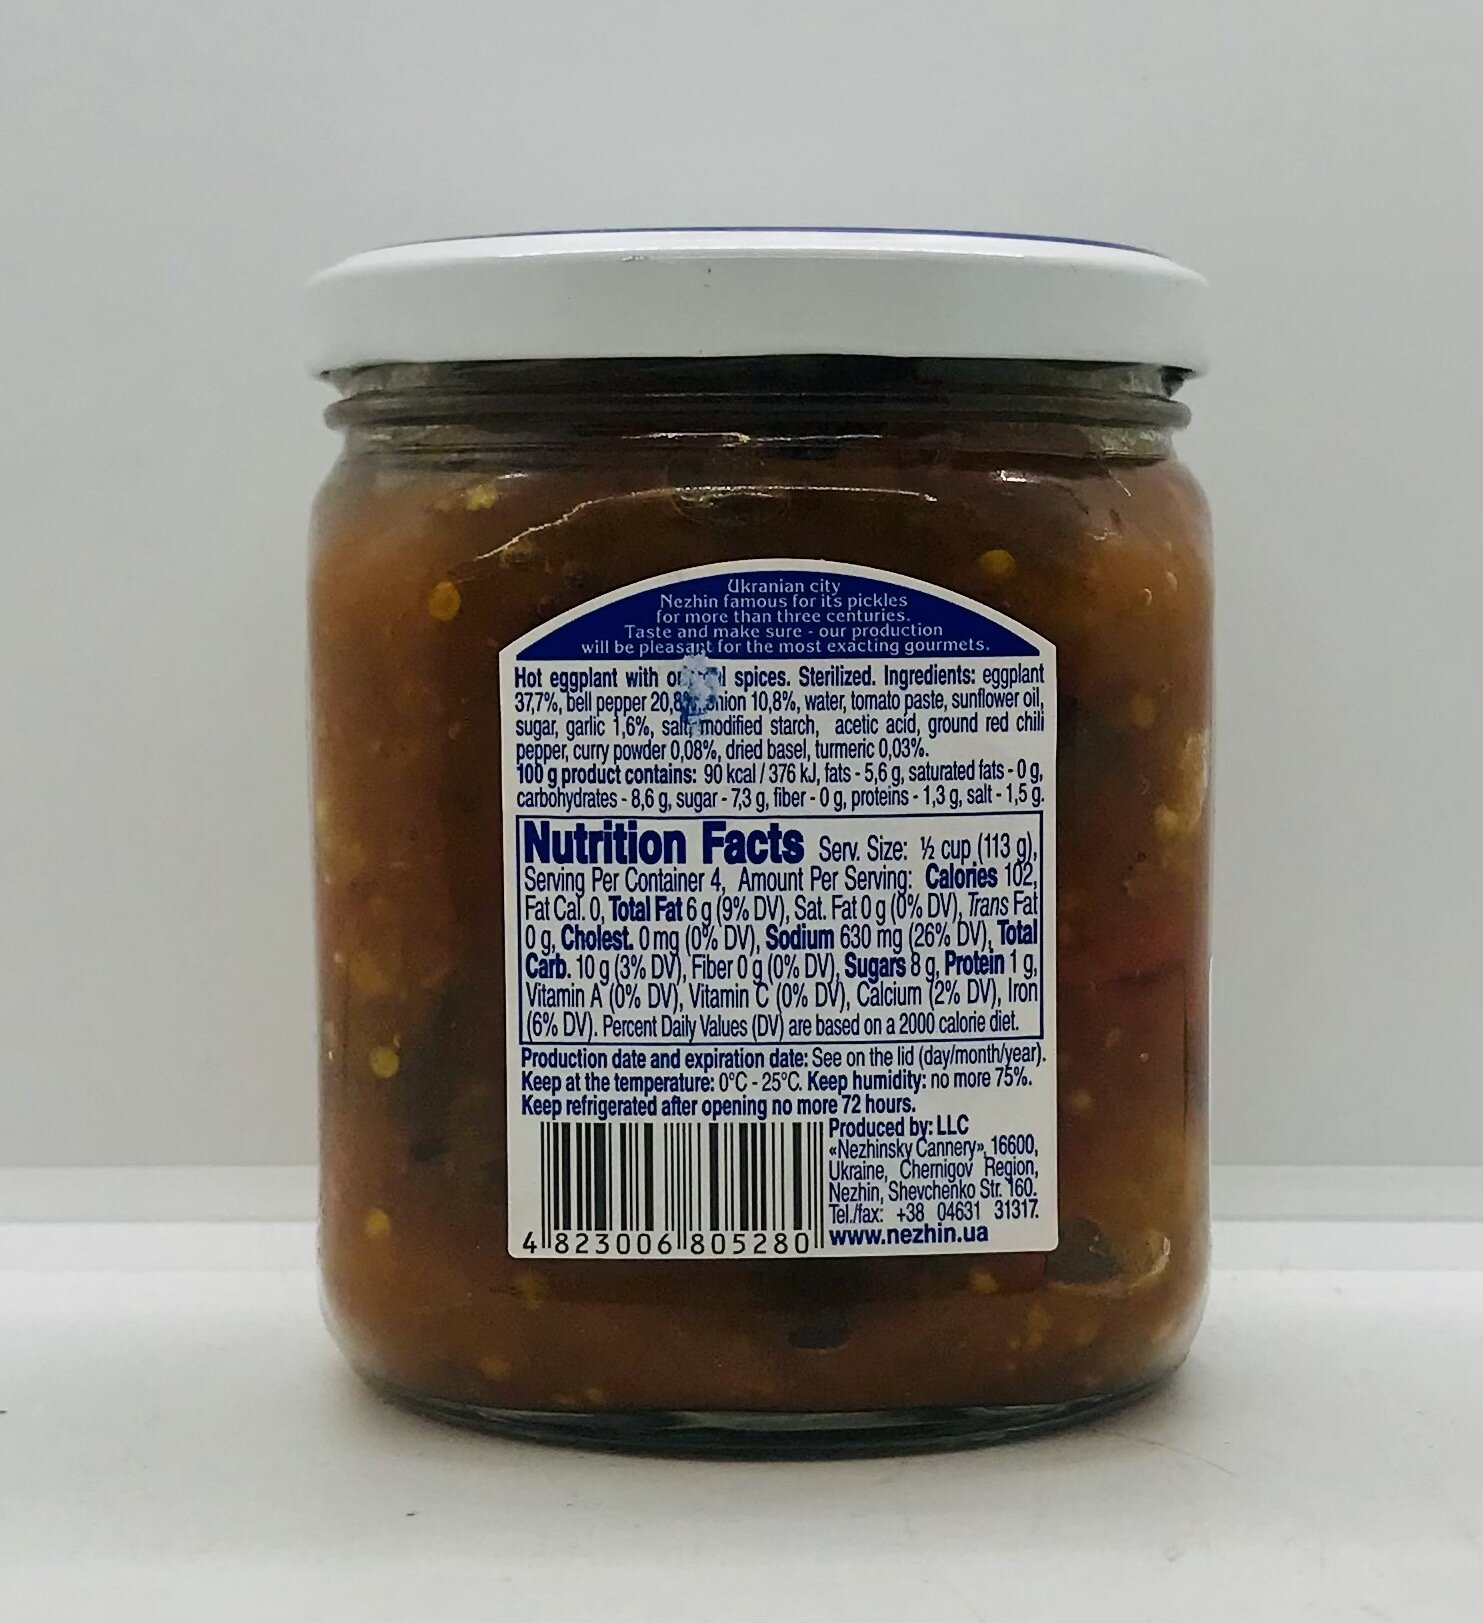 Ukranian city
Nezhin famous for it's pickles
for more than three centuries.
Taste and make sure - our production
will be pleasant for the most exacting gourmets.
Hot eggplant with spices. Sterilized. Ingredients: eggplant
37,7%, bell pepper 20,8%, onion 10,8%, water, tomato paste, sunflower oil,
sugar, garlic 1,6%, salt, modified starch, acetic acid, ground red chili
pepper, curry powder 0,08%, dried basel, turmeric 0,03%.
100 g product contains: 90 kcal / 376 kJ, fats - 5,6 g, saturated fats - 0 g,
carbohydrates - 8,6 g, sugar - 7,3 g, fiber - 0 g, proteins - 1,3 g, salt - 1,5 g.
Nutrition Facts Serv. Size: ½ cup (113 g),
Serving Per Container 4, Amount Per Serving: Calories 102,
Fat Cal. 0, Total Fat 6 g (9% DV), Sat. Fat 0 g (0% DV), Trans Fat
0 g, Cholest. 0 mg (0% DV), Sodium 630 mg (26% DV), Total
Carb. 10 g (3% DV), Fiber 0 g (0% DV), Sugars 8 g, Protein 1 g,
Vitamin A (0% DV), Vitamin C (0% DV), Calcium (2% DV), Iron
(6% DV). Percent Daily Values (DV) are based on a 2000 calorie diet.
Production date and expiration date: See on the lid (day/month/year).
Keep at the temperature: 0°C - 25°C. Keep humidity: no more 75%.
Keep refrigerated after opening no more 72 hours.
Produced by: LLC
«Nezhinsky Cannery», 16600,
Ukraine, Chernigov Region,
Nezhin, Shevchenko Str. 160.
Tel./fax: +38 04631 31317.
www.nezhin.ua
4 823006 805280